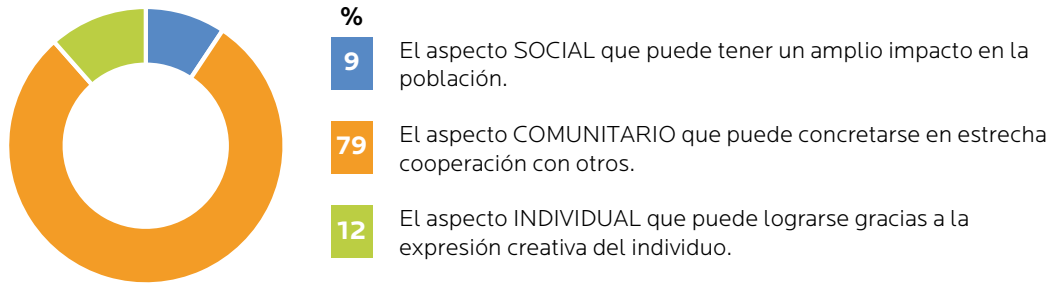 %
9
El aspecto SOCIAL que puede tener un amplio impacto en la
población.
79
El aspecto COMUNITARIO que puede concretarse en estrecha
cooperación con otros.
12
El aspecto INDIVIDUAL que puede lograrse gracias a la
expresión creativa del individuo.